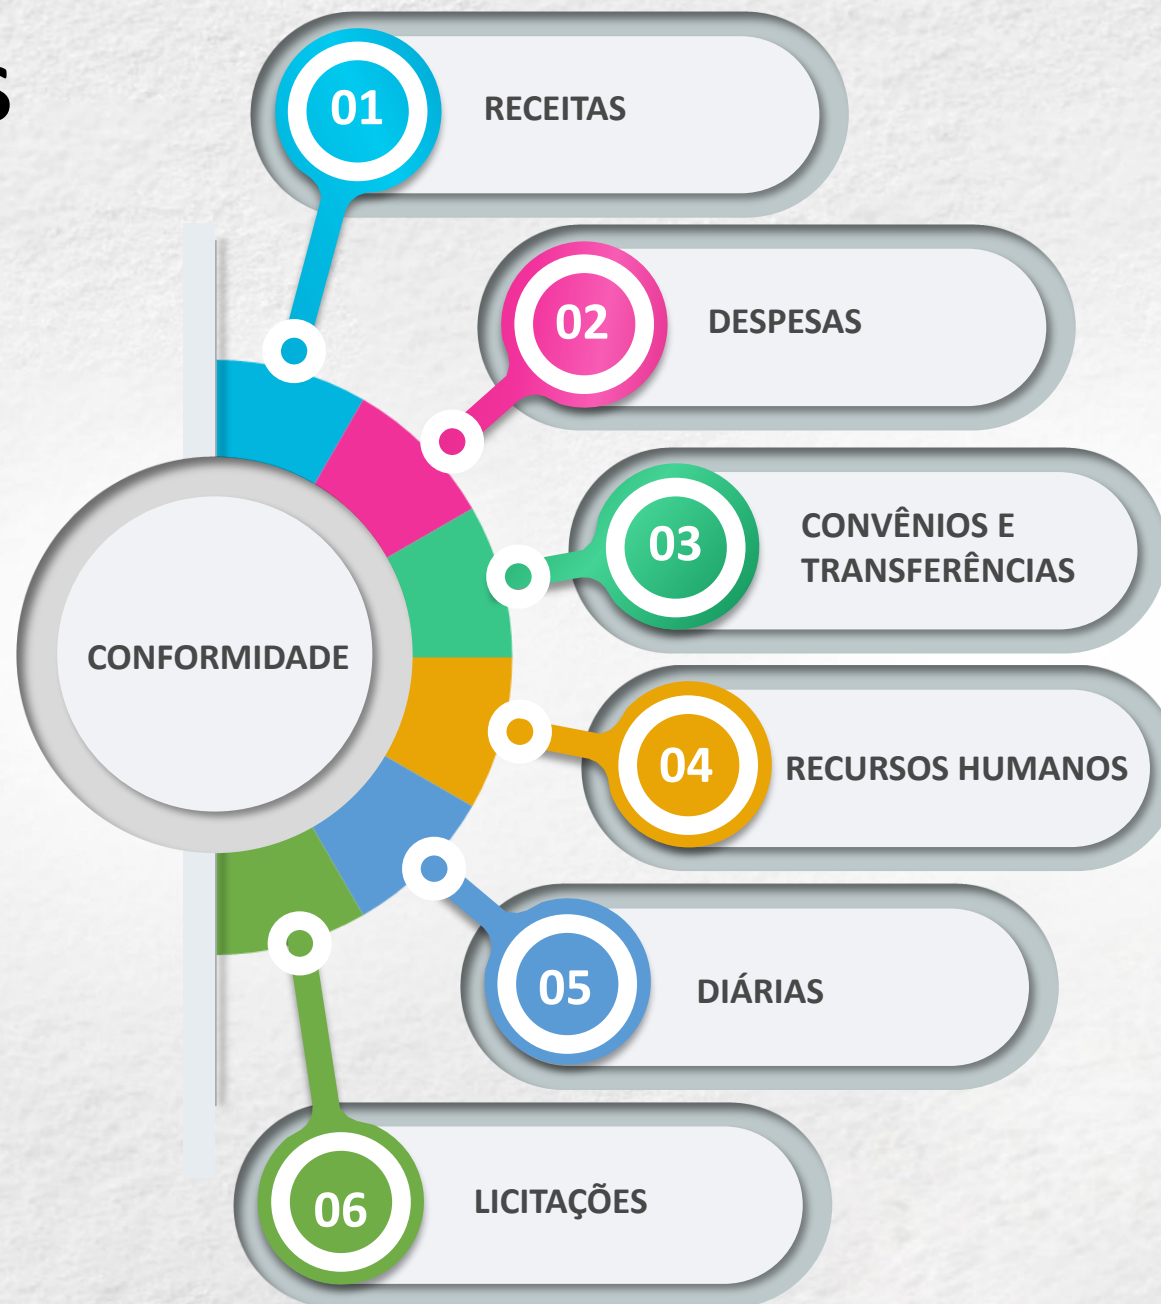 01
RECEITAS
02
DESPESAS
03
CONVÊNIOS E
TRANSFERÊNCIAS
CONFORMIDADE
04
RECURSOS HUMANOS
05
DIÁRIAS
06
LICITAÇÕES